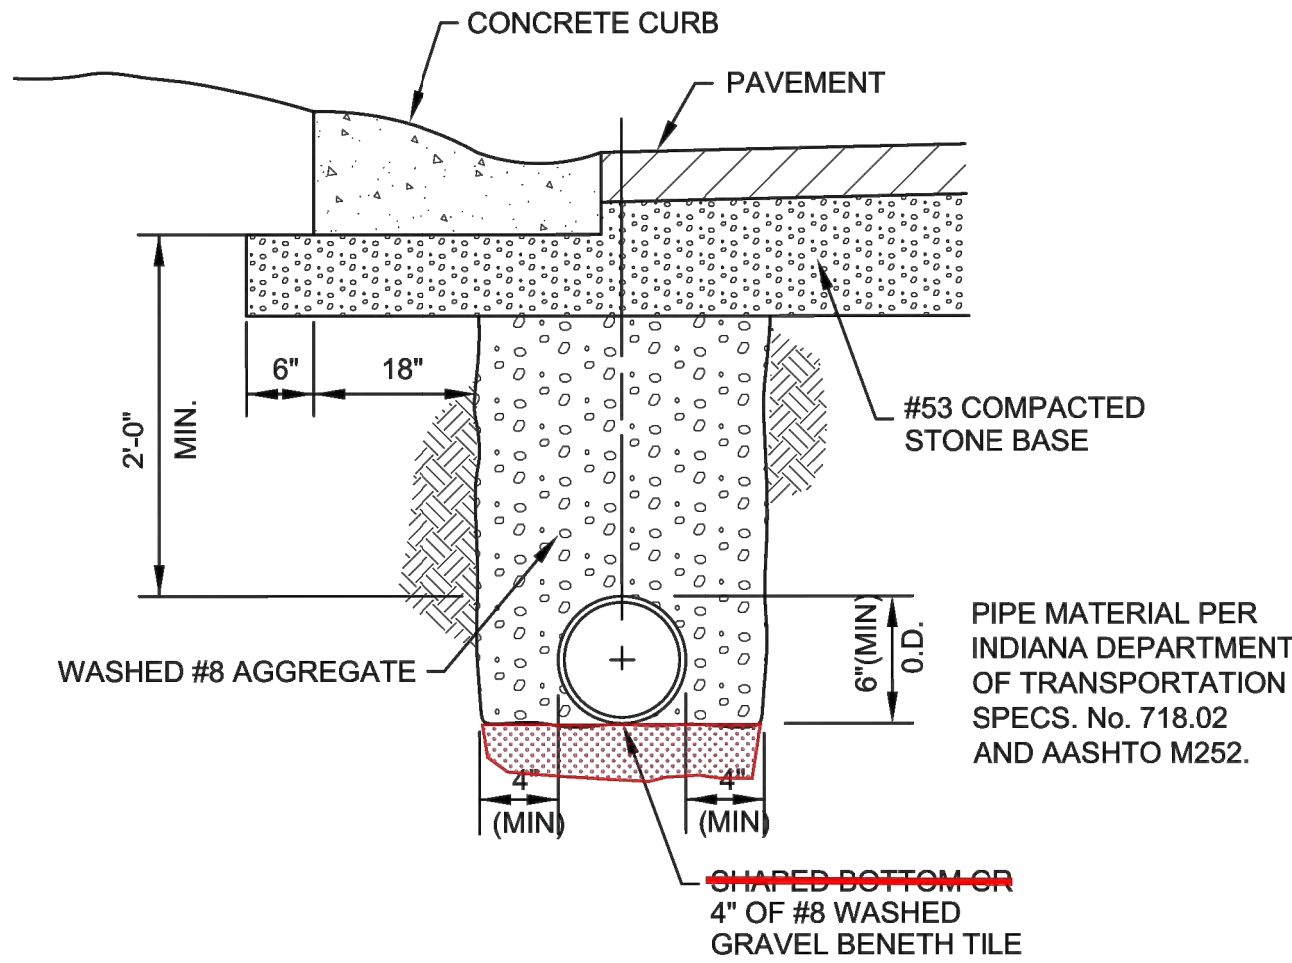 CONCRETE CURB
PAVEMENT
6"
18"
2'-0"
MIN.
#53 COMPACTED
STONE BASE
WASHED #8 AGGREGATE
6"(MIN)
O.D.
PIPE MATERIAL PER
INDIANA DEPARTMENT
OF TRANSPORTATION
SPECS. No. 718.02
AND AASHTO M252.
4"
(MIN)
4"
(MIN)
SHAPED BOTTOM OR
4" OF #8 WASHED
GRAVEL BENETH TILE